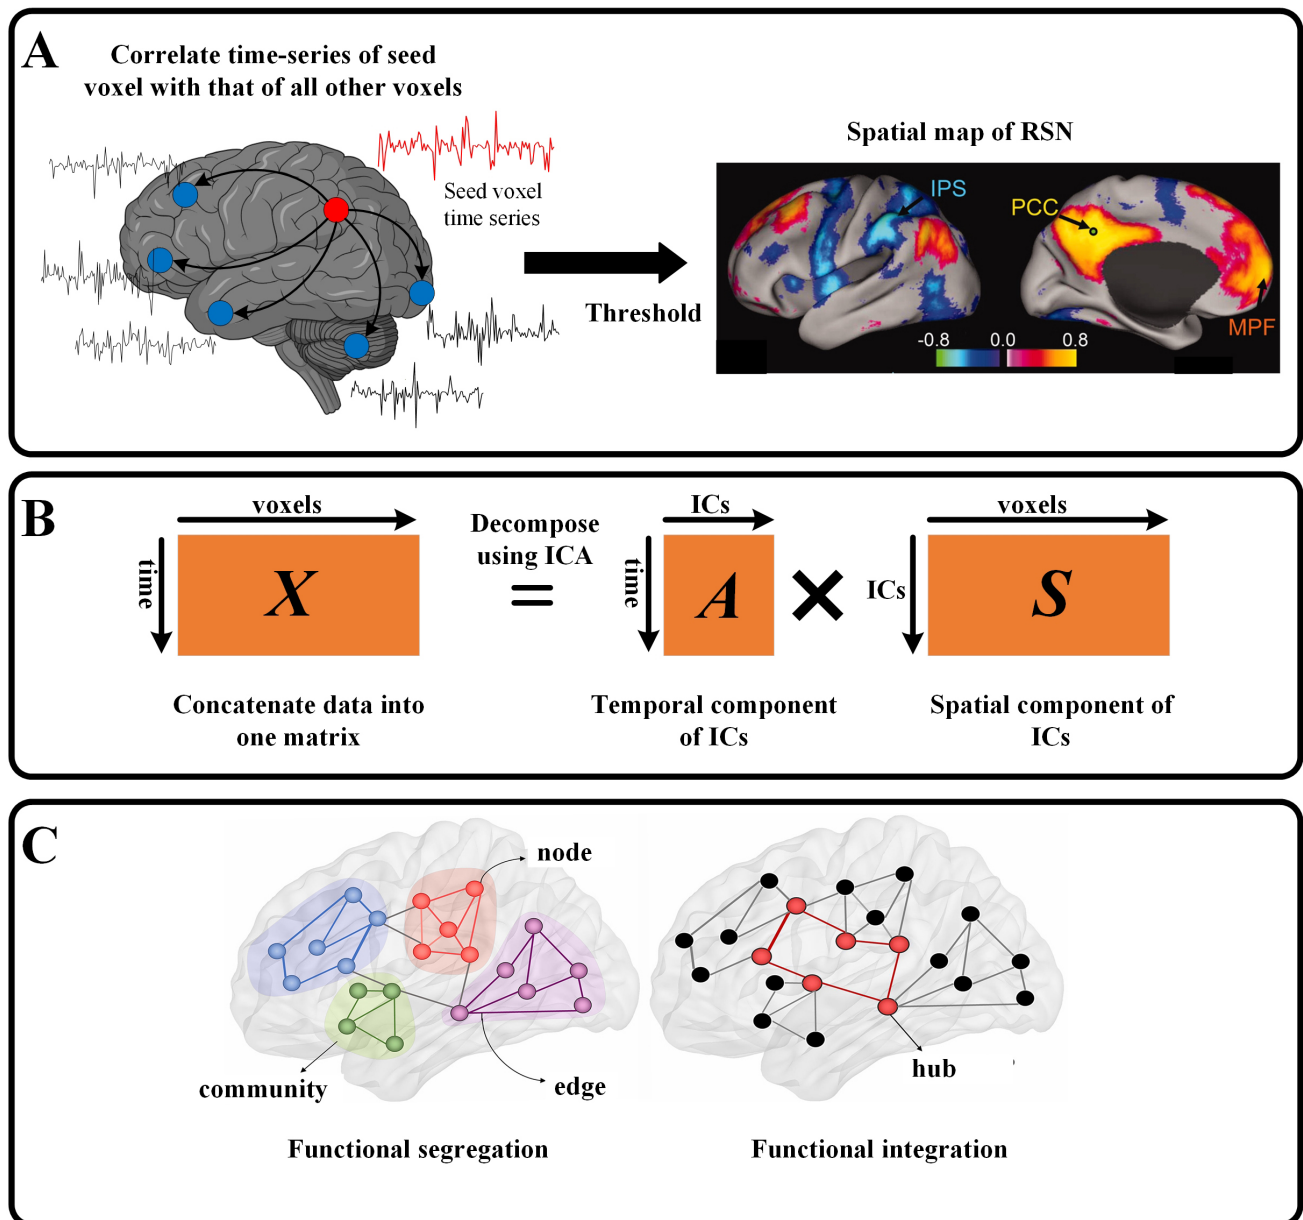 A
Correlate time-series of seed
voxel with that of all other voxels
Seed voxel
time series
Threshold
Spatial map of RSN
IPS
PCC
MPF
-0.8 0.0 0.8
B
voxels
time
X
Concatenate data into
one matrix
Decompose
using ICA
=
ICs
time
A
Temporal component
of ICs
×
voxels
ICs
S
Spatial component of
ICs
C
node
community
edge
Functional segregation
hub
Functional integration